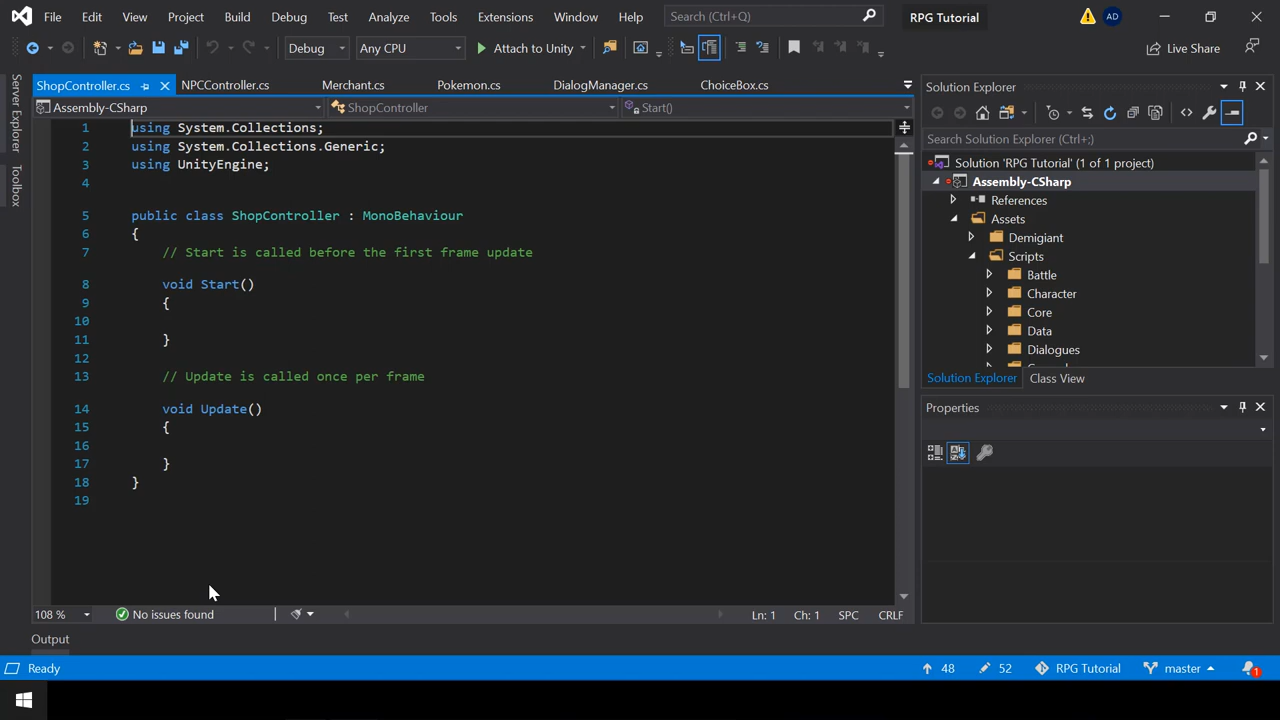 File Edit View Project Build Debug Test Analyze Tools Extensions Window Help Search (Ctrl+Q) RPG Tutorial AD
Debug Any CPU Attach to Unity Live Share
Server Explorer
Toolbox
ShopController.cs NPCController.cs Merchant.cs Pokemon.cs DialogManager.cs ChoiceBox.cs
Assembly-CSharp ShopController Start()
1 using System.Collections;
2 using System.Collections.Generic;
3 using UnityEngine;
4
5 public class ShopController : MonoBehaviour
6 {
7 // Start is called before the first frame update
8 void Start()
9 {
10
11 }
12
13 // Update is called once per frame
14 void Update()
15 {
16
17 }
18 }
19
108 % No issues found Ln: 1 Ch: 1 SPC CRLF
Output
Solution Explorer
Search Solution Explorer (Ctrl+;)
Solution 'RPG Tutorial' (1 of 1 project)
Assembly-CSharp
References
Assets
Demigiant
Scripts
Battle
Character
Core
Data
Dialogues
Solution Explorer Class View
Properties
Ready 48 52 RPG Tutorial master 1